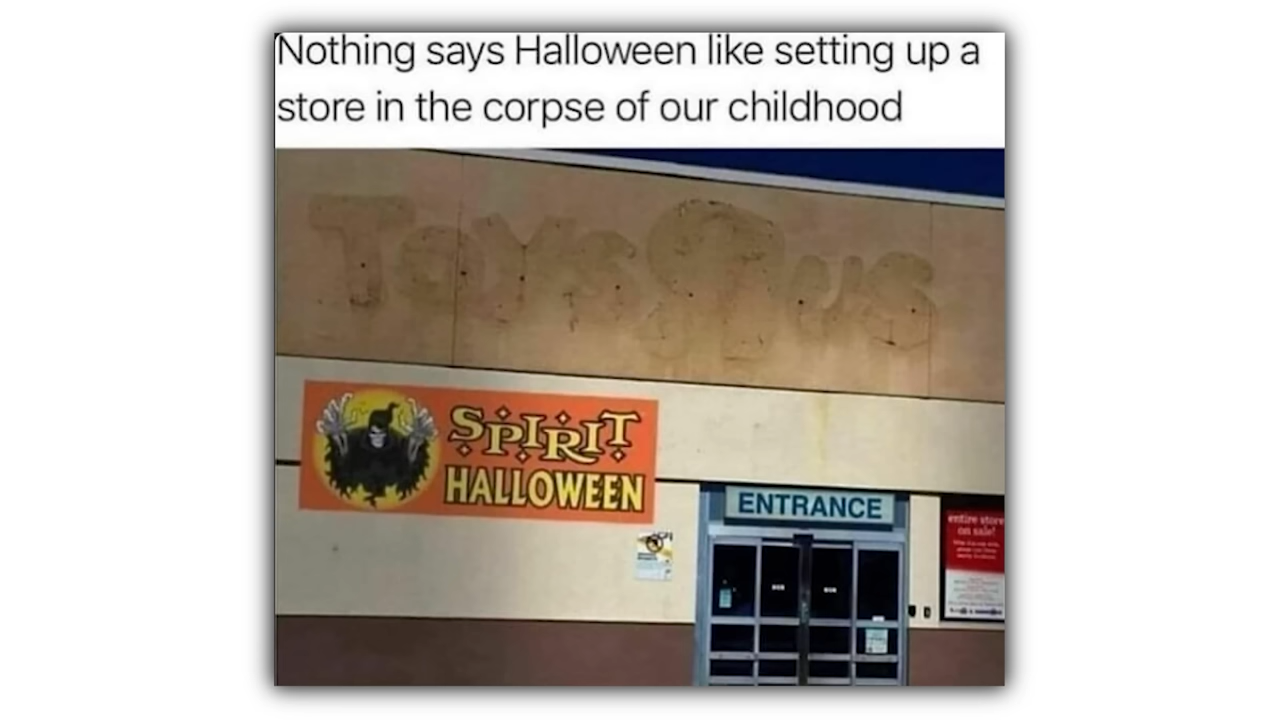 Nothing says Halloween like setting up a
store in the corpse of our childhood
Toys R us
SPIRIT
HALLOWEEN
ENTRANCE
entire store
on sale!